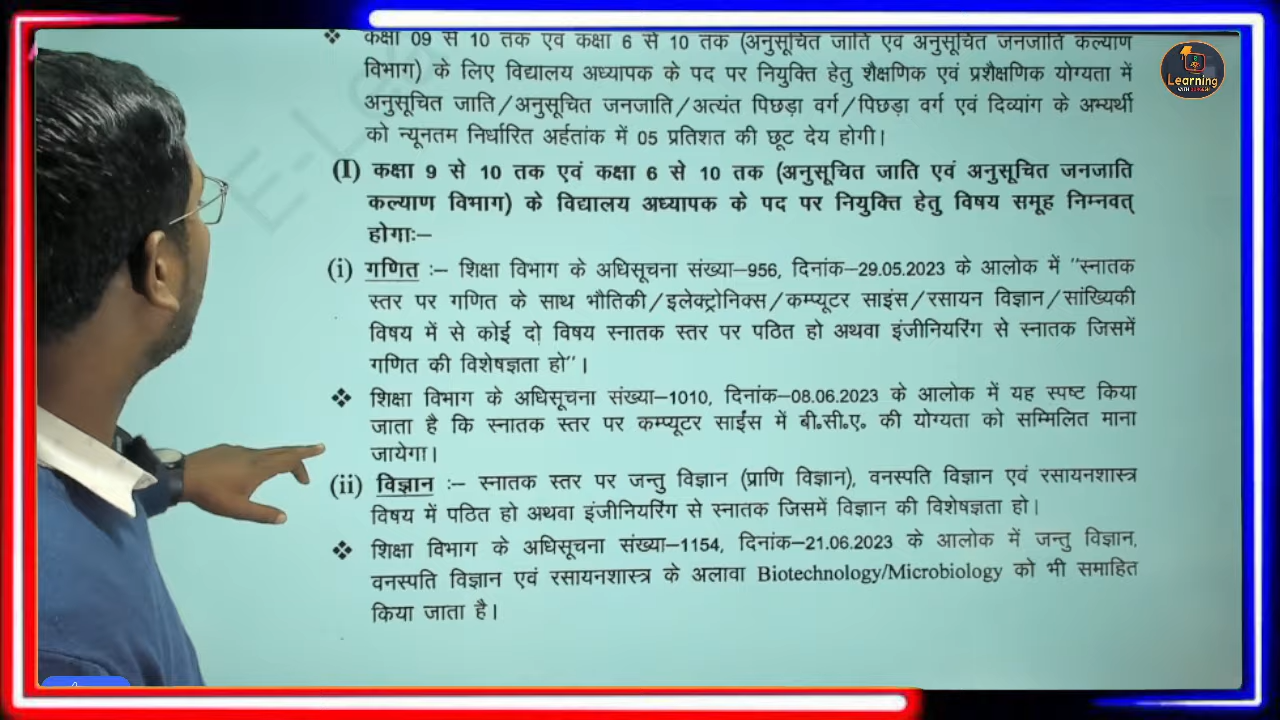 ❖ कक्षा 09 से 10 तक एवं कक्षा 6 से 10 तक (अनुसूचित जाति एवं अनुसूचित जनजाति कल्याण
विभाग) के लिए विद्यालय अध्यापक के पद पर नियुक्ति हेतु शैक्षणिक एवं प्रशैक्षणिक योग्यता में
अनुसूचित जाति/अनुसूचित जनजाति/अत्यंत पिछड़ा वर्ग/पिछड़ा वर्ग एवं दिव्यांग के अभ्यर्थी
को न्यूनतम निर्धारित अर्हतांक में 05 प्रतिशत की छूट देय होगी।
(I) कक्षा 9 से 10 तक एवं कक्षा 6 से 10 तक (अनुसूचित जाति एवं अनुसूचित जनजाति
कल्याण विभाग) के विद्यालय अध्यापक के पद पर नियुक्ति हेतु विषय समूह निम्नवत्
होगाः–
(i) गणित :– शिक्षा विभाग के अधिसूचना संख्या–956, दिनांक–29.05.2023 के आलोक में "स्नातक
स्तर पर गणित के साथ भौतिकी/इलेक्ट्रोनिक्स/कम्प्यूटर साइंस/रसायन विज्ञान/सांख्यिकी
विषय में से कोई दो विषय स्नातक स्तर पर पठित हो अथवा इंजीनियरिंग से स्नातक जिसमें
गणित की विशेषज्ञता हो"।
❖ शिक्षा विभाग के अधिसूचना संख्या–1010, दिनांक–08.06.2023 के आलोक में यह स्पष्ट किया
जाता है कि स्नातक स्तर पर कम्प्यूटर साईंस में बी०सी०ए० की योग्यता को सम्मिलित माना
जायेगा।
(ii) विज्ञान :– स्नातक स्तर पर जन्तु विज्ञान (प्राणि विज्ञान), वनस्पति विज्ञान एवं रसायनशास्त्र
विषय में पठित हो अथवा इंजीनियरिंग से स्नातक जिसमें विज्ञान की विशेषज्ञता हो।
❖ शिक्षा विभाग के अधिसूचना संख्या–1154, दिनांक–21.06.2023 के आलोक में जन्तु विज्ञान,
वनस्पति विज्ञान एवं रसायनशास्त्र के अलावा Biotechnology/Microbiology को भी समाहित
किया जाता है।
Learning